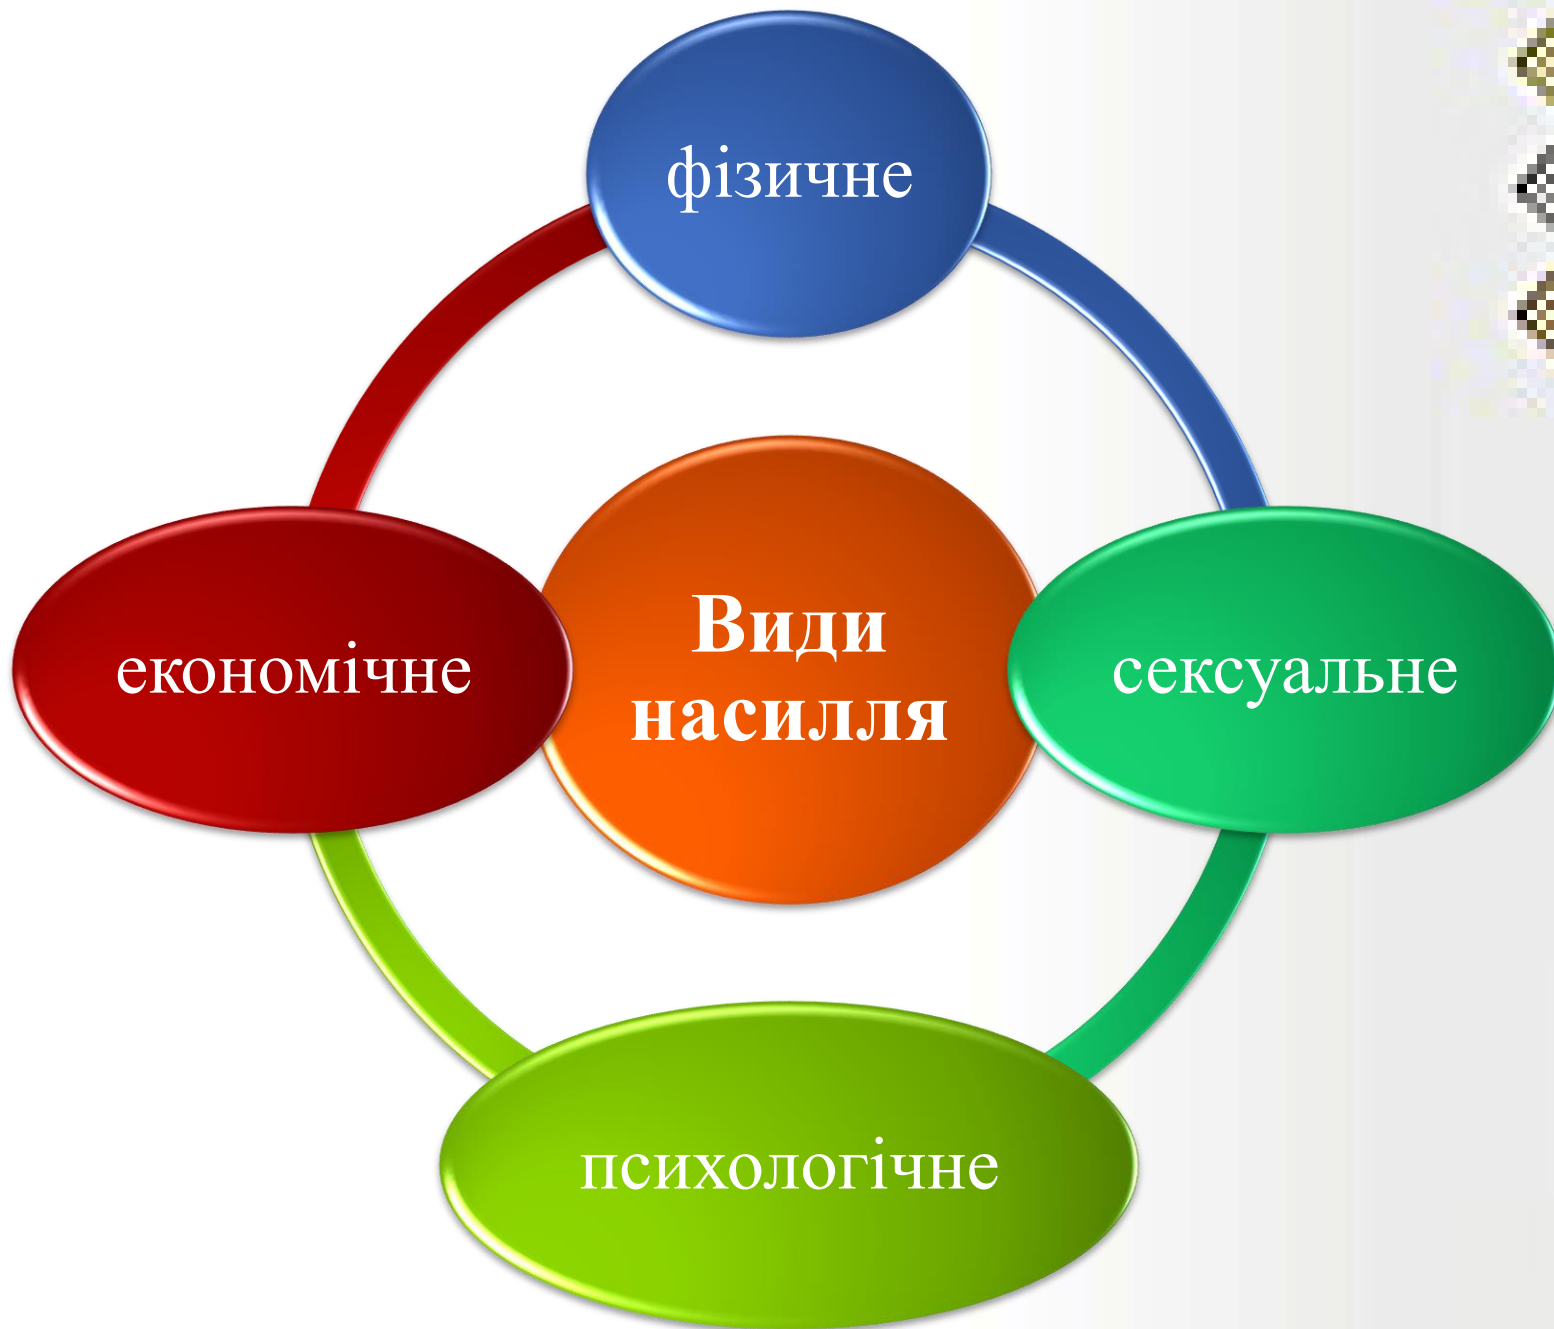 фізичне
економічне
Види
насилля
сексуальне
психологічне